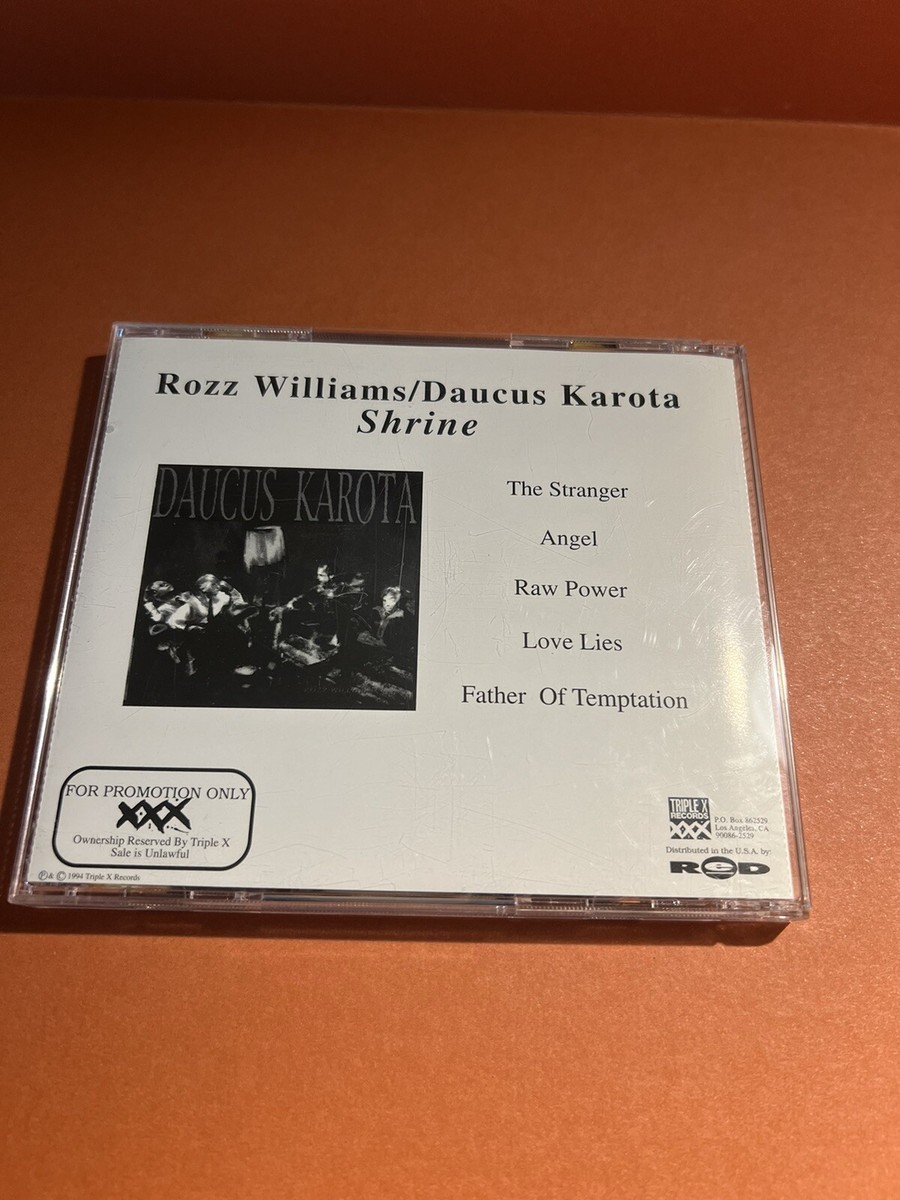 Rozz Williams/Daucus Karota
Shrine
DAUCUS KAROTA
The Stranger
Angel
Raw Power
Love Lies
Father Of Temptation
FOR PROMOTION ONLY
XXX
Ownership Reserved By Triple X
Sale is Unlawful
Ⓟ& © 1994 Triple X Records
TRIPLE X
RECORDS
XXX
P.O. Box 862529
Los Angeles, CA
90086-2529
Distributed in the U.S.A. by:
RED